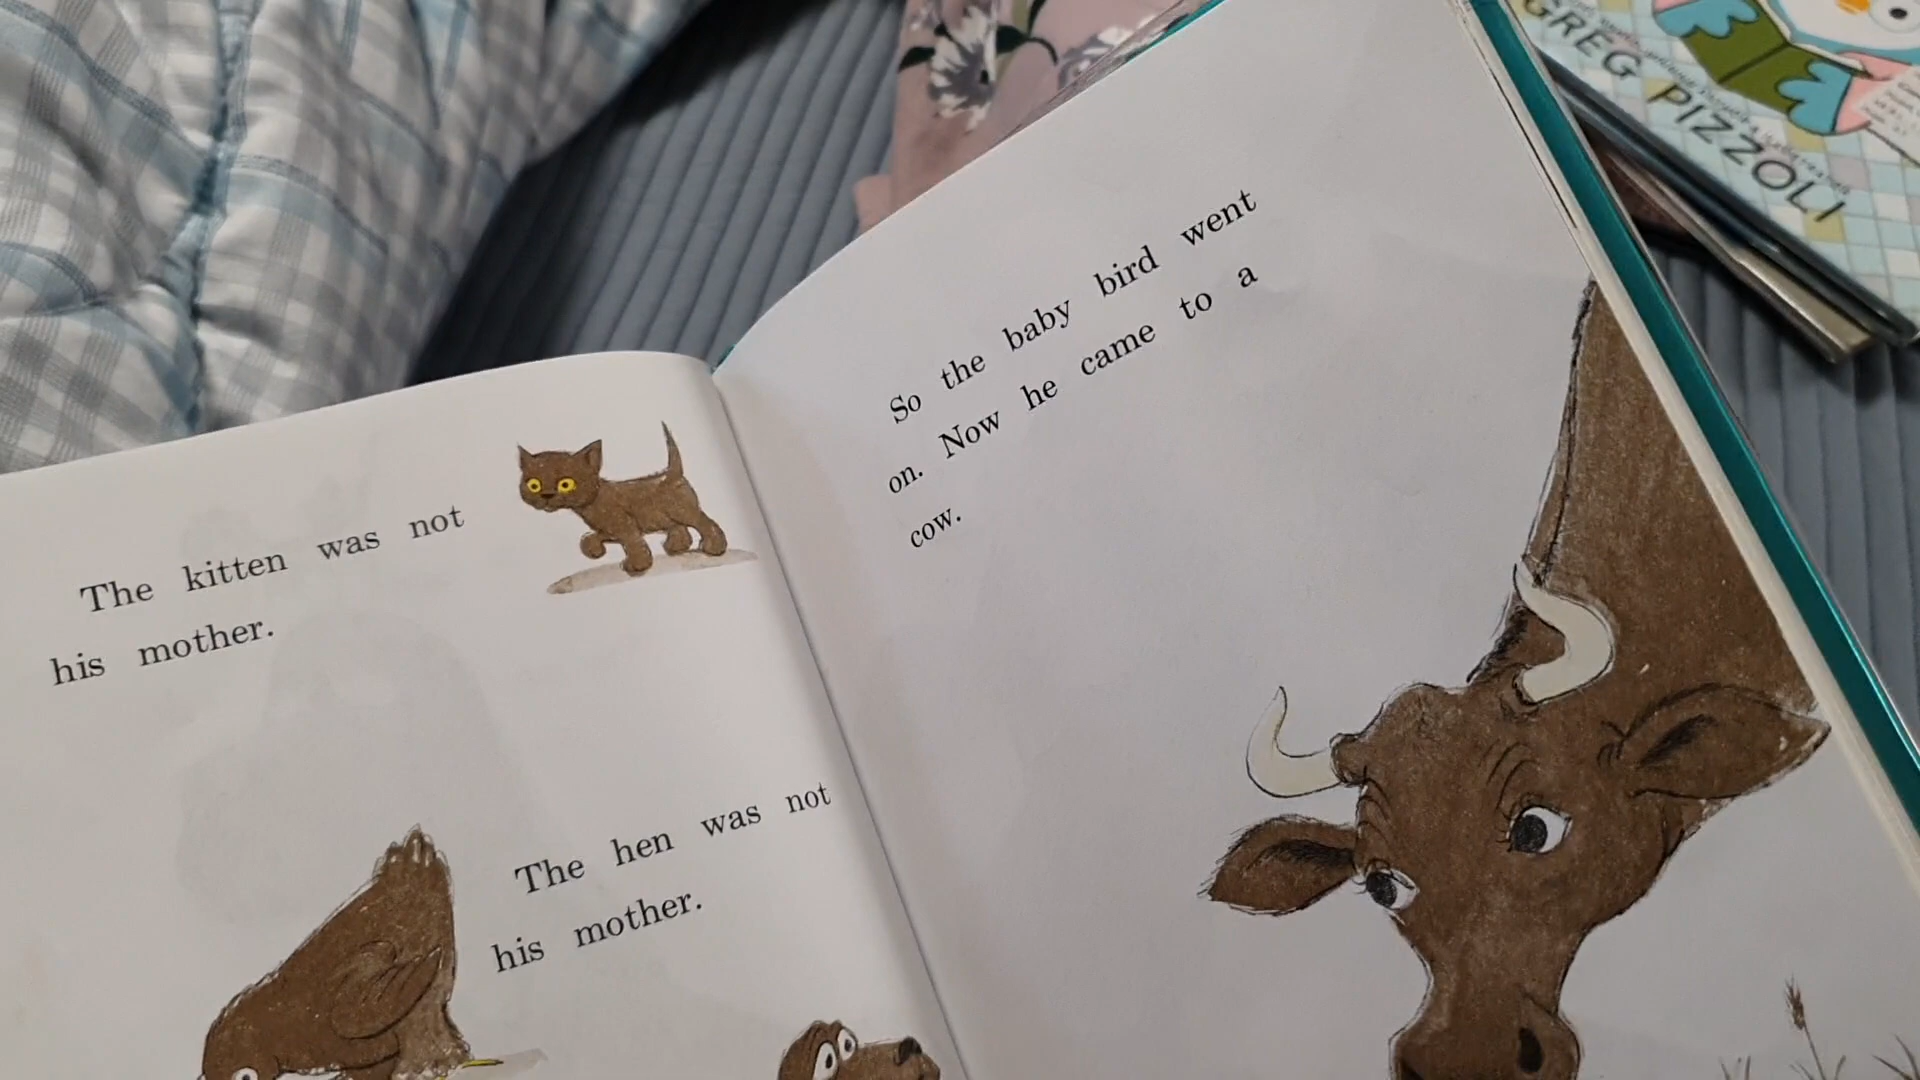 The kitten was not
his mother.
The hen was not
his mother.
So the baby bird went
on. Now he came to a
cow.
GREG
PIZZOLI